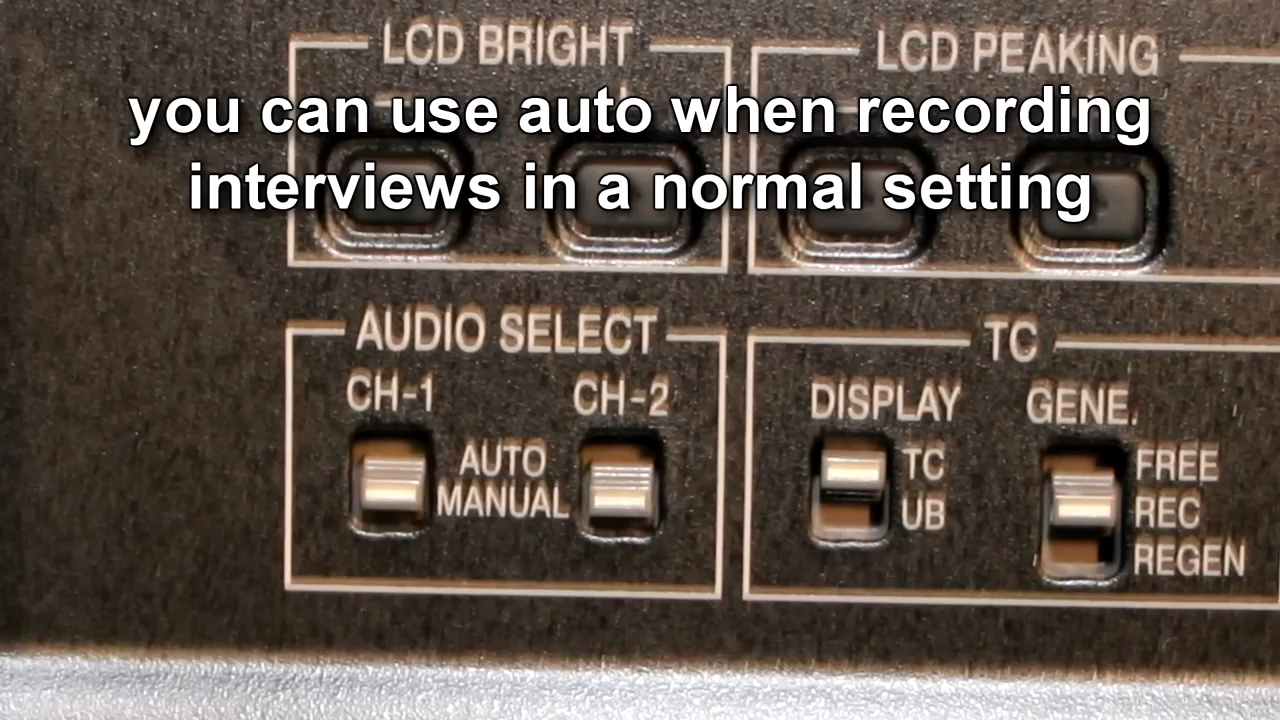 LCD BRIGHT
LCD PEAKING
you can use auto when recording
interviews in a normal setting
AUDIO SELECT
CH-1
CH-2
AUTO
MANUAL
TC
DISPLAY
TC
UB
GENE.
FREE
REC
REGEN